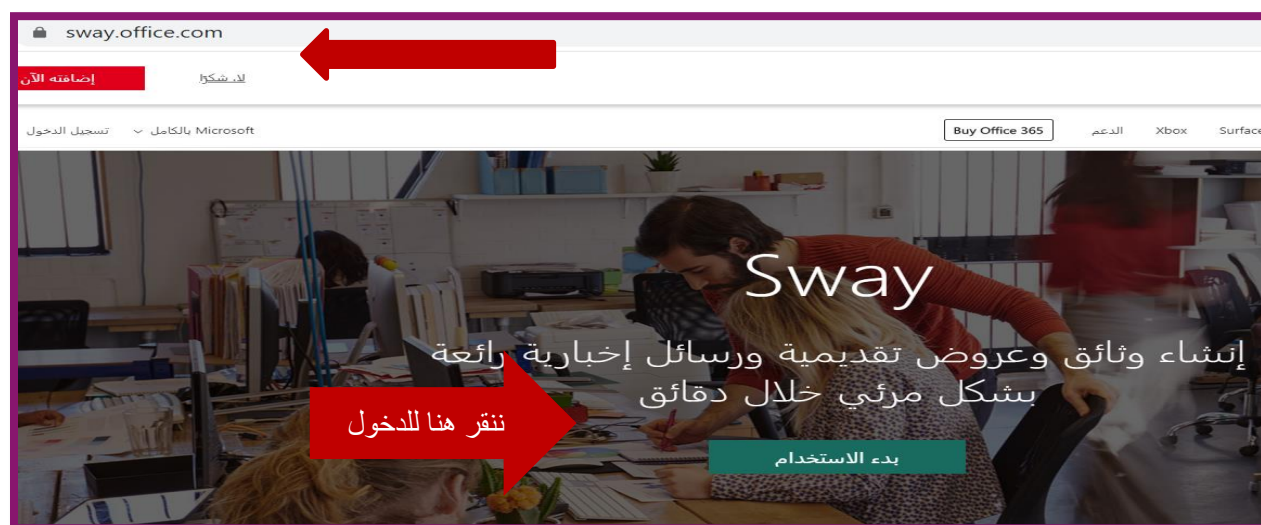 sway.office.com
لا، شكرًا
إضافته الآن
Surface
Xbox
الدعم
Buy Office 365
Microsoft بالكامل
تسجيل الدخول
Sway
إنشاء وثائق وعروض تقديمية ورسائل إخبارية رائعة
بشكل مرئي خلال دقائق
ننقر هنا للدخول
بدء الاستخدام